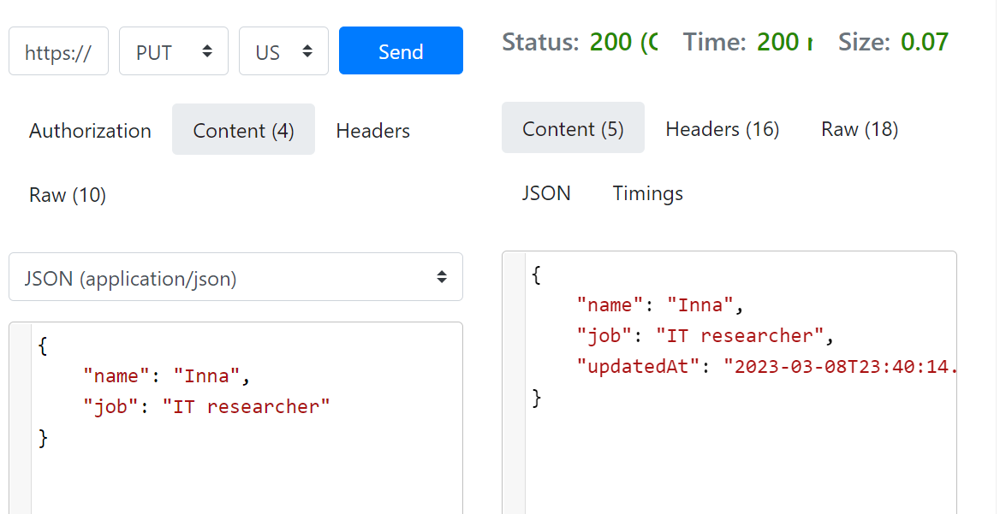 https:// PUT US Send
Authorization Content (4) Headers
Raw (10)
JSON (application/json)
{
"name": "Inna",
"job": "IT researcher"
}
Status: 200 ( Time: 200 Size: 0.07
Content (5) Headers (16) Raw (18)
JSON Timings
{
"name": "Inna",
"job": "IT researcher",
"updatedAt": "2023-03-08T23:40:14.
}